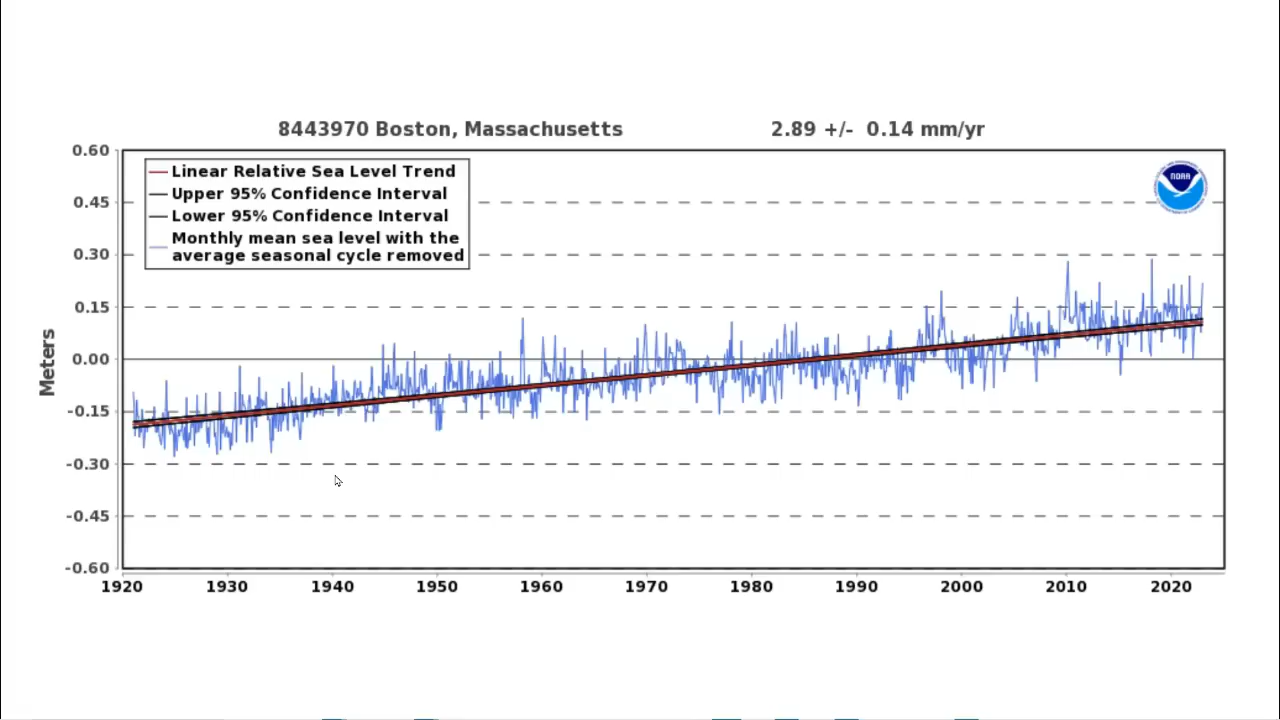 8443970 Boston, Massachusetts 2.89 +/- 0.14 mm/yr
0.60
Linear Relative Sea Level Trend
Upper 95% Confidence Interval
Lower 95% Confidence Interval
Monthly mean sea level with the
average seasonal cycle removed
NOAA
0.45
0.30
0.15
0.00
-0.15
-0.30
-0.45
-0.60
Meters
1920 1930 1940 1950 1960 1970 1980 1990 2000 2010 2020